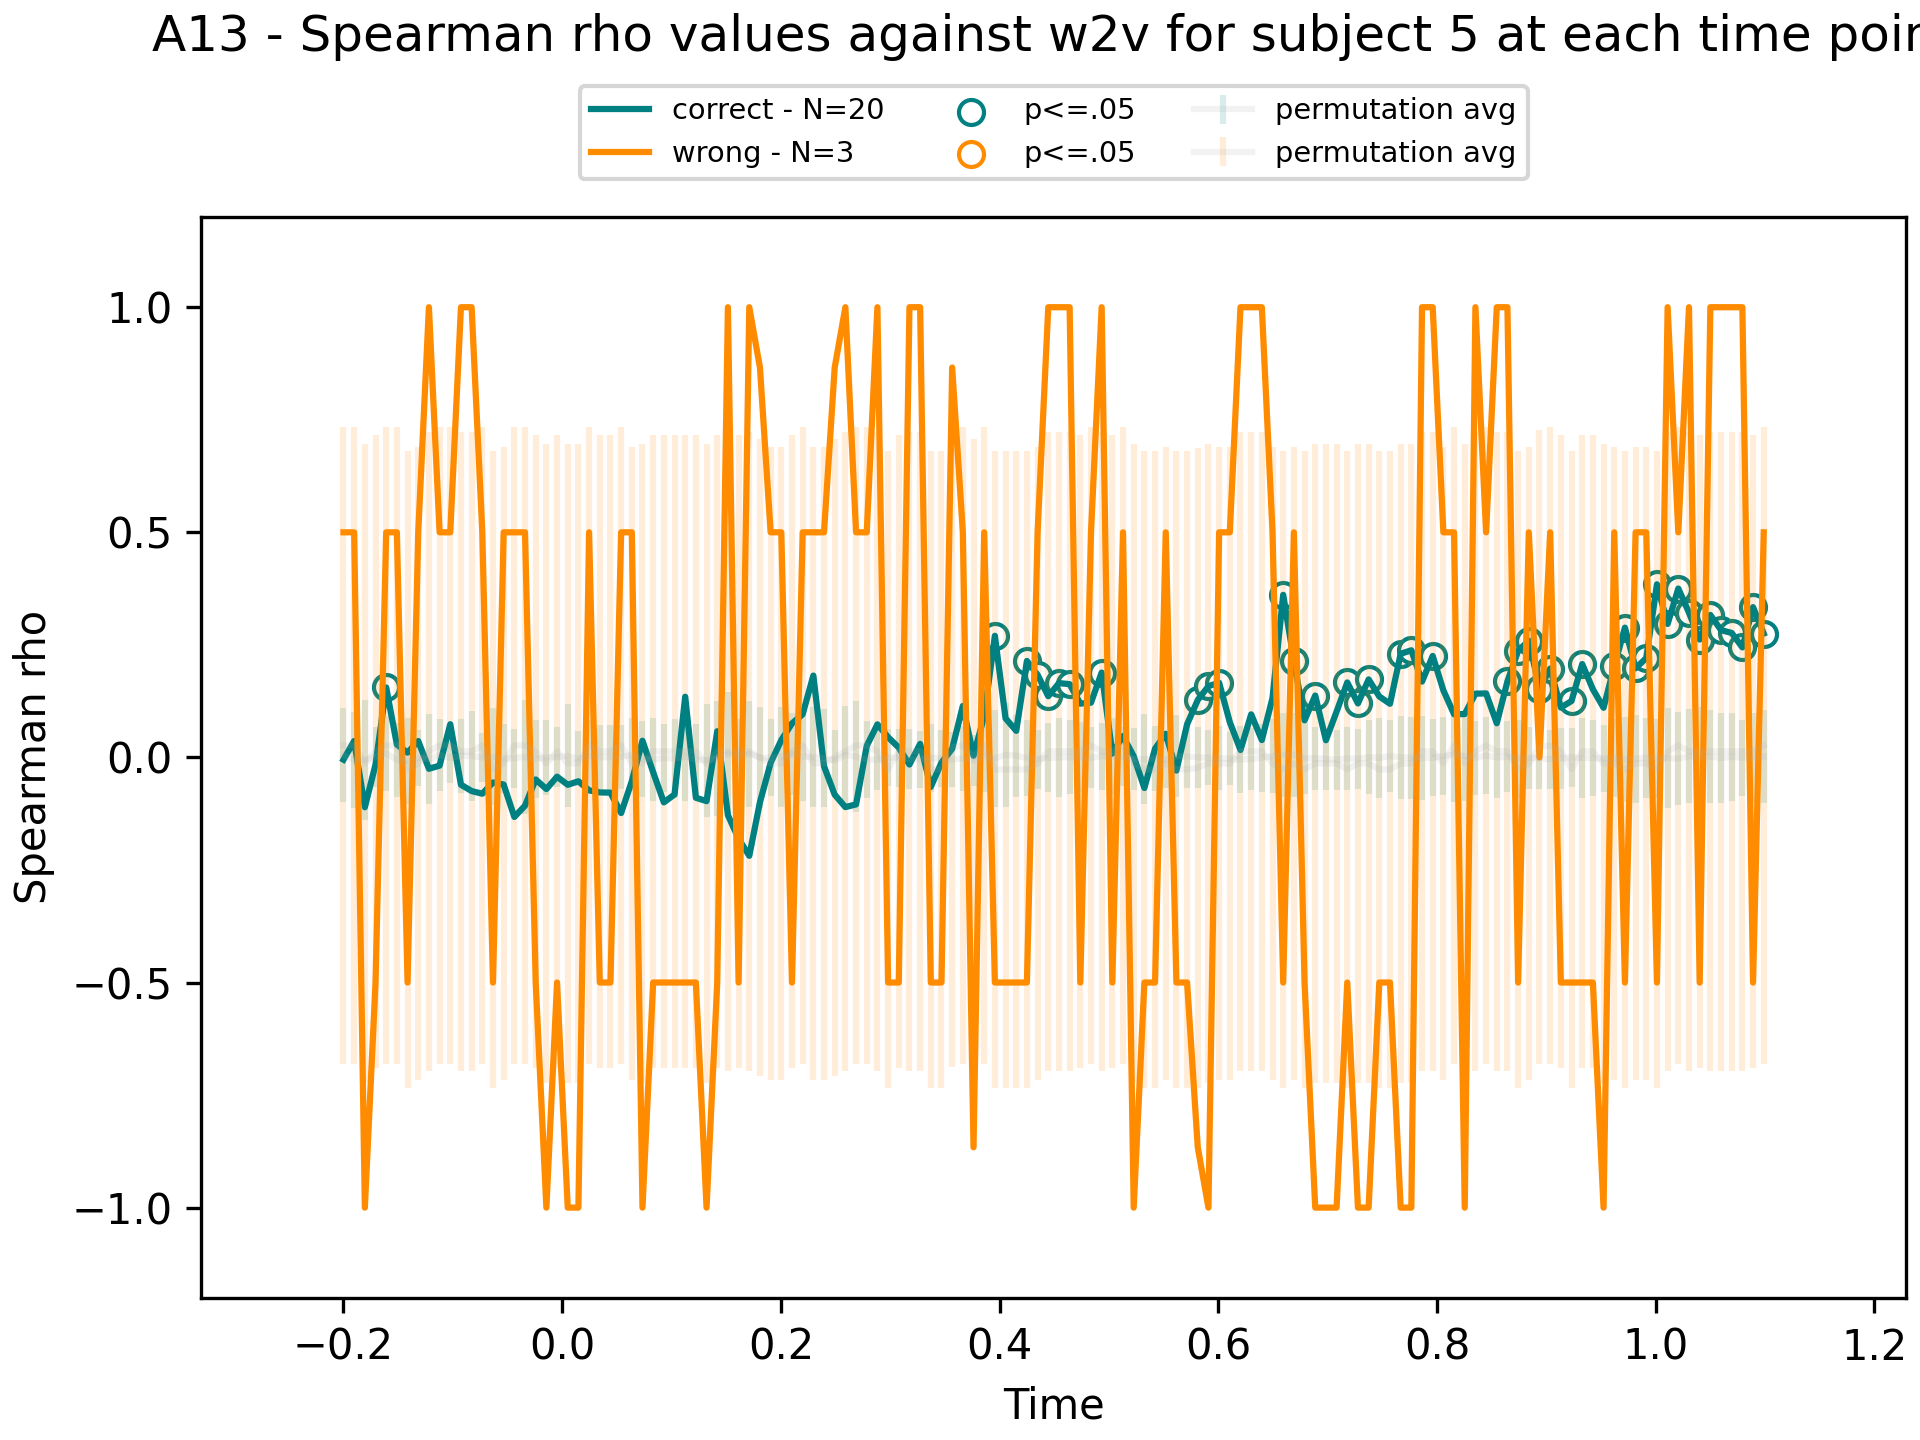 A13 - Spearman rho values against w2v for subject 5 at each time poin
correct - N=20
wrong - N=3
p<=.05
p<=.05
permutation avg
permutation avg
Spearman rho
1.0
0.5
0.0
−0.5
−1.0
−0.2 0.0 0.2 0.4 0.6 0.8 1.0 1.2
Time